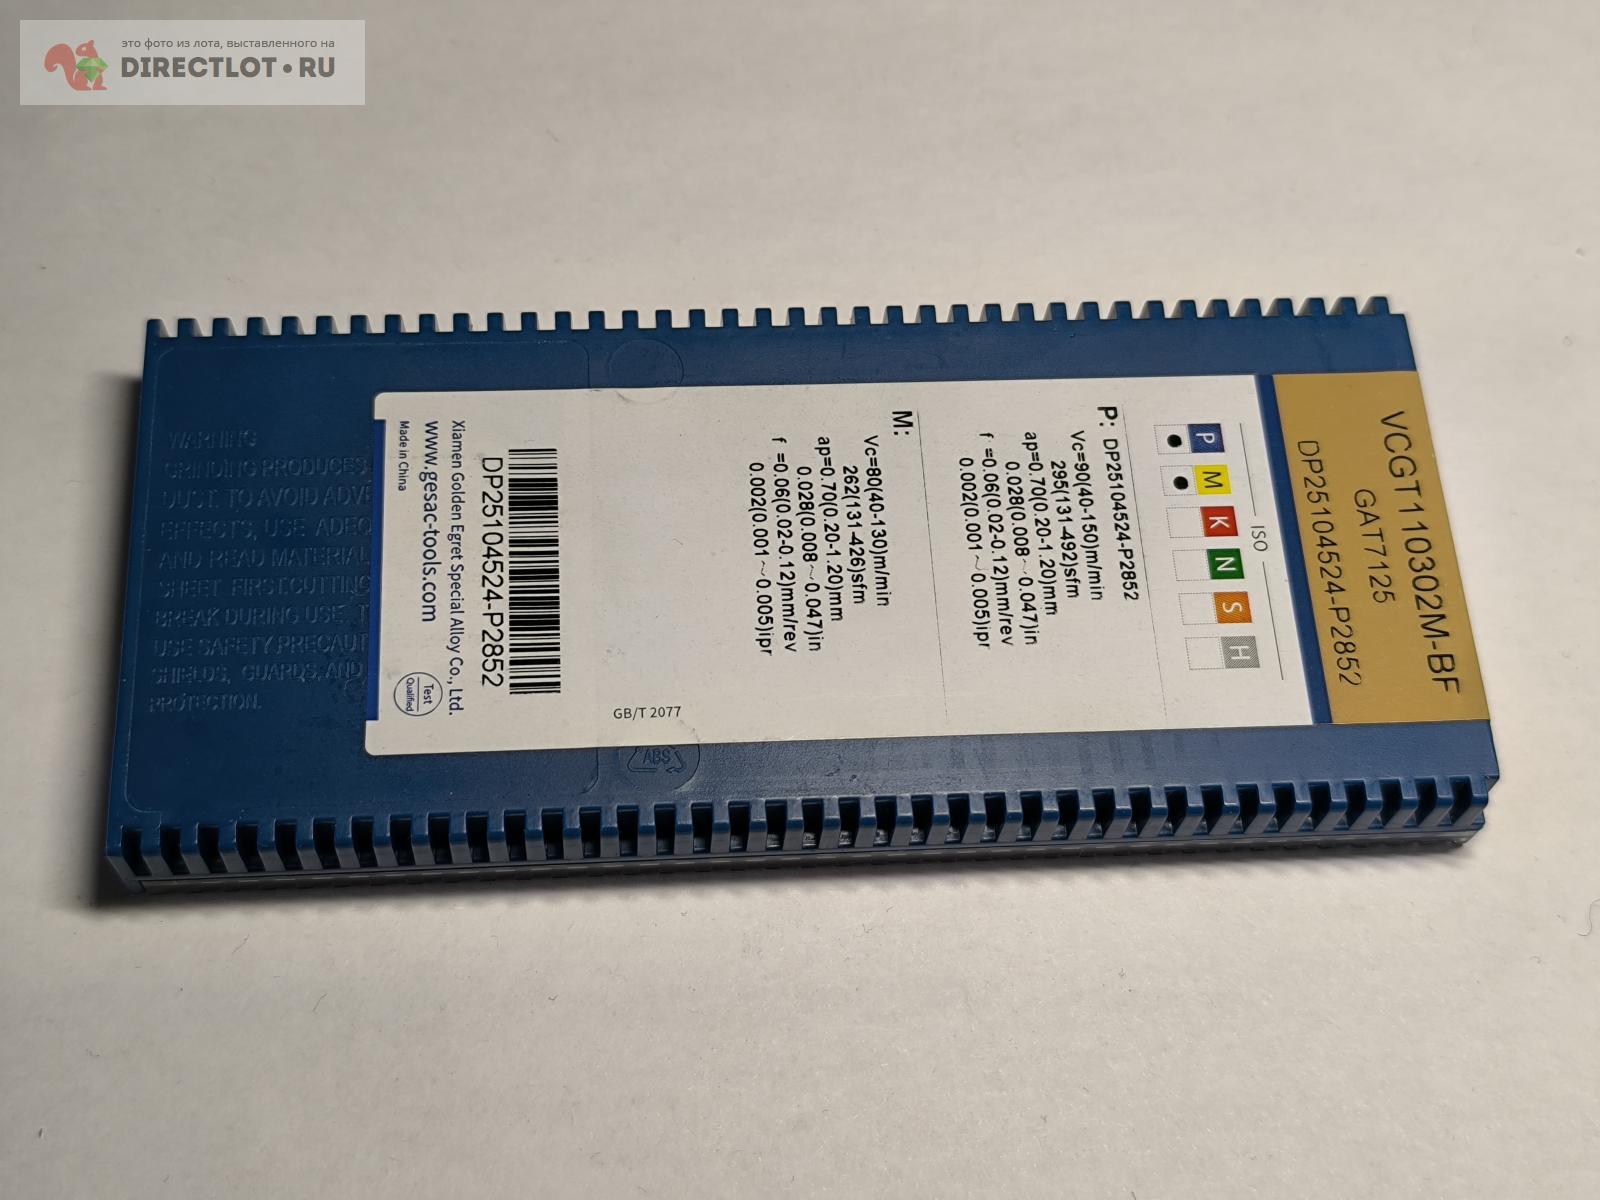 это фото из лота, выставленного на
DIRECTLOT•RU
VCGT110302M-BF
GAT7125
DP25104524-P2852
ISO
P M K N S H
P: DP25104524-P2852
Vc=90(40-150)m/min
295(131-492)sfm
ap=0.70(0.20-1.20)mm
0.028(0.008~0.047)in
f =0.06(0.02-0.12)mm/rev
0.002(0.001~0.005)ipr
M:
Vc=80(40-130)m/min
262(131-426)sfm
ap=0.70(0.20-1.20)mm
0.028(0.008~0.047)in
f =0.06(0.02-0.12)mm/rev
0.002(0.001~0.005)ipr
GB/T 2077
DP25104524-P2852
Xiamen Golden Egret Special Alloy Co., Ltd.
www.gesac-tools.com
Made in China
Test
Qualified
WARNING
GRINDING PRODUCES
DUST. TO AVOID ADVE
EFFECTS, USE ADEQ
AND READ MATERIAL
SHEET FIRST.CUTTING
BREAK DURING USE. T
USE SAFETY PRECAUT
SHIELDS, GUARDS, AND
PROTECTION.
ABS